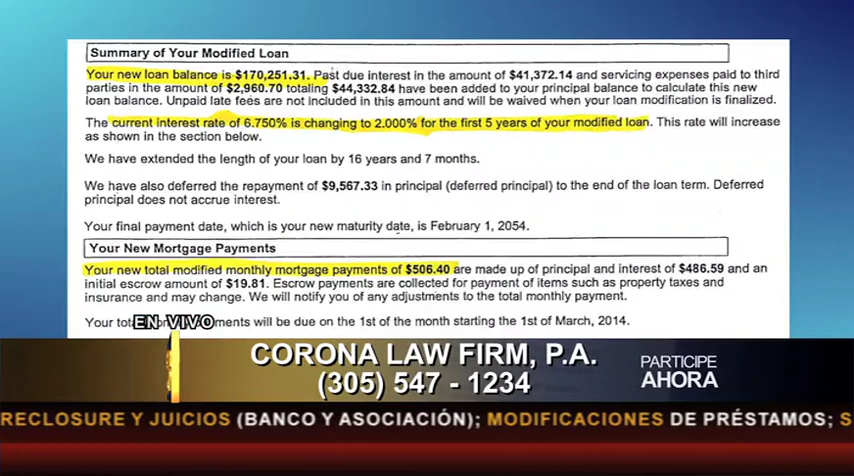 Summary of Your Modified Loan
Your new loan balance is $170,251.31. Past due interest in the amount of $41,372.14 and servicing expenses paid to third
parties in the amount of $2,960.70 totaling $44,332.84 have been added to your principal balance to calculate this new
loan balance. Unpaid late fees are not included in this amount and will be waived when your loan modification is finalized.
The current interest rate of 6.750% is changing to 2.000% for the first 5 years of your modified loan. This rate will increase
as shown in the section below.
We have extended the length of your loan by 16 years and 7 months.
We have also deferred the repayment of $9,567.33 in principal (deferred principal) to the end of the loan term. Deferred
principal does not accrue interest.
Your final payment date, which is your new maturity date, is February 1, 2054.
Your New Mortgage Payments
Your new total modified monthly mortgage payments of $506.40 are made up of principal and interest of $486.59 and an
initial escrow amount of $19.81. Escrow payments are collected for payment of items such as property taxes and
insurance and may change. We will notify you of any adjustments to the total monthly payment.
Your will be due on the 1st of the month starting the 1st of March, 2014.
EN VIVO
CORONA LAW FIRM, P.A.
(305) 547 - 1234
PARTICIPE
AHORA
RECLOSURE Y JUICIOS (BANCO Y ASOCIACIÓN); MODIFICACIONES DE PRÉSTAMOS; S